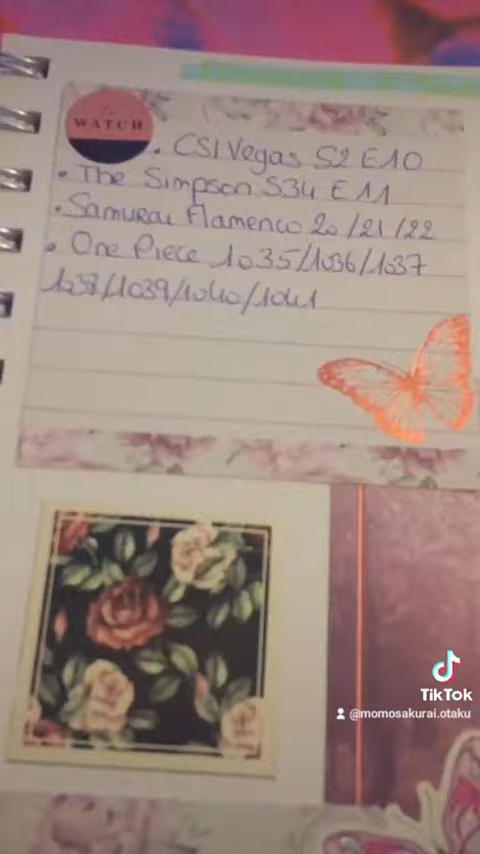 WATCH
• CSI Vegas S2 E10
• The Simpson S34 E11
• Samurai Flamenco 20/21/22
• One Piece 1035/1036/1037
1038/1039/1040/1041
TikTok
@momosakurai.otaku